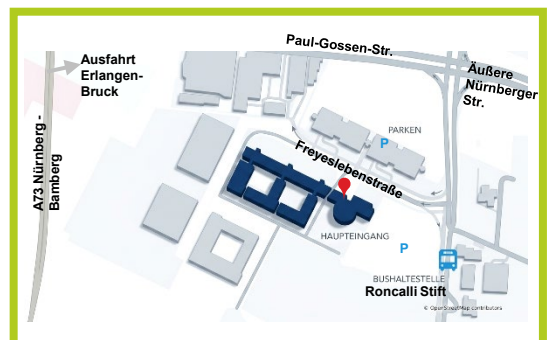 Paul-Gossen-Str.
Ausfahrt
Erlangen-
Bruck
Äußere
Nürnberger
Str.
PARKEN
P
Freyeslebenstraße
A73 Nürnberg -
Bamberg
HAUPTEINGANG
P
BUSHALTESTELLE
Roncalli Stift
© OpenStreetMap contributors